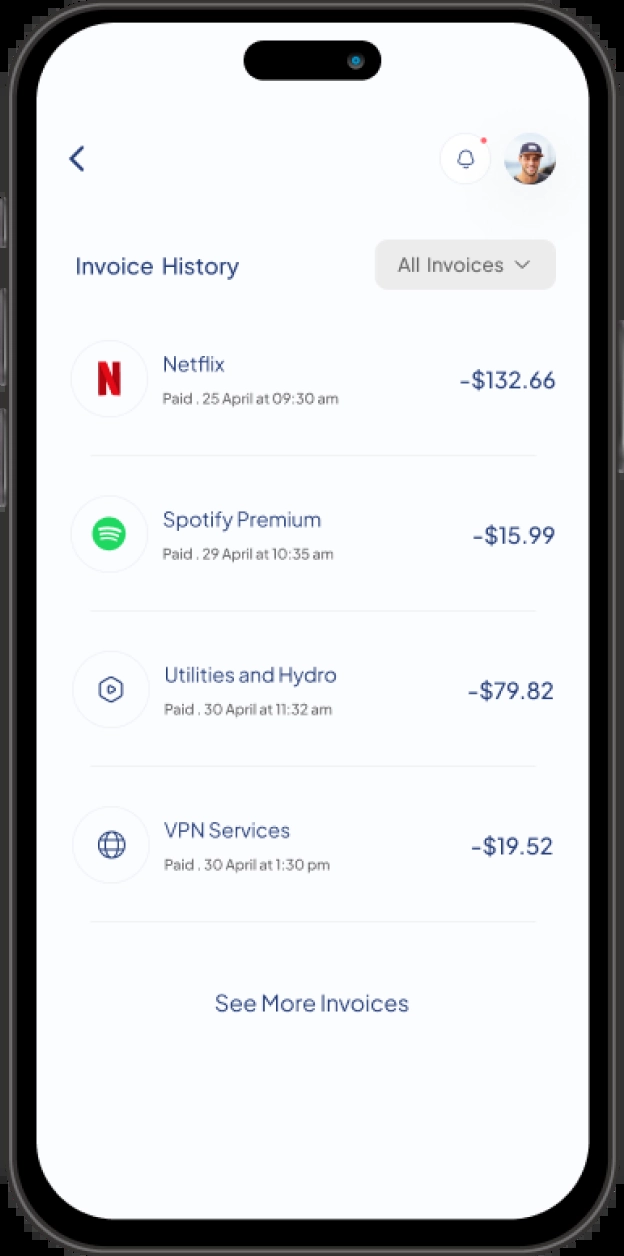 Invoice History
All Invoices
Netflix
-$132.66
Paid . 25 April at 09:30 am
Spotify Premium
-$15.99
Paid . 29 April at 10:35 am
Utilities and Hydro
-$79.82
Paid . 30 April at 11:32 am
VPN Services
-$19.52
Paid . 30 April at 1:30 pm
See More Invoices